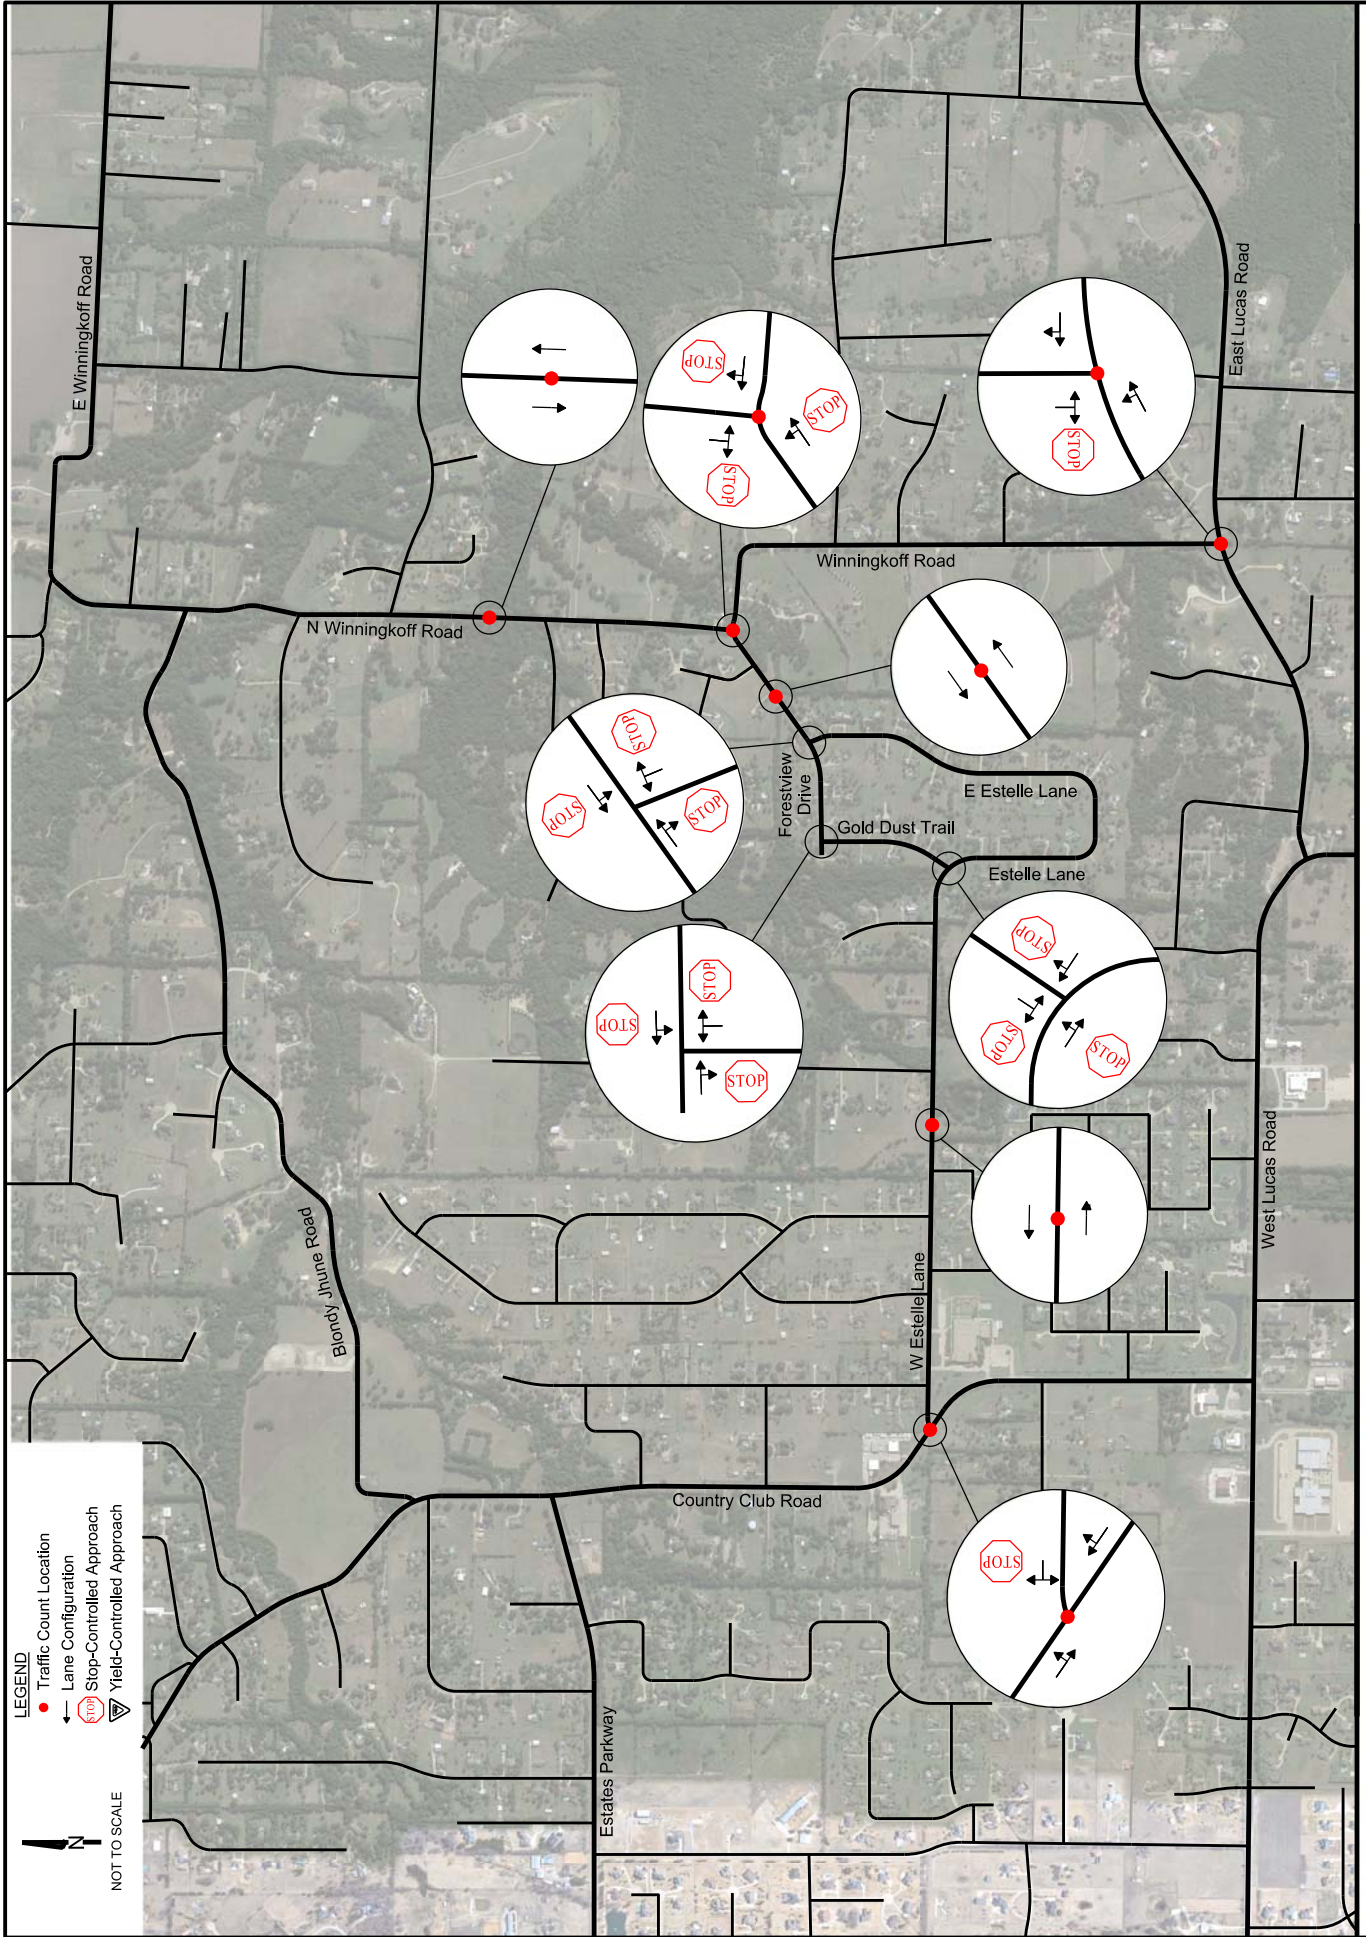 E Winningkoff Road
N Winningkoff Road
Winningkoff Road
East Lucas Road
Forestview
Drive
E Estelle Lane
Gold Dust Trail
Estelle Lane
Blondy Jhune Road
W Estelle Lane
West Lucas Road
Country Club Road
Estates Parkway
STOP
STOP
STOP
STOP
STOP
STOP
STOP
STOP
STOP
STOP
STOP
STOP
STOP
STOP
LEGEND
Traffic Count Location
Lane Configuration
STOP Stop-Controlled Approach
Yield-Controlled Approach
N
NOT TO SCALE